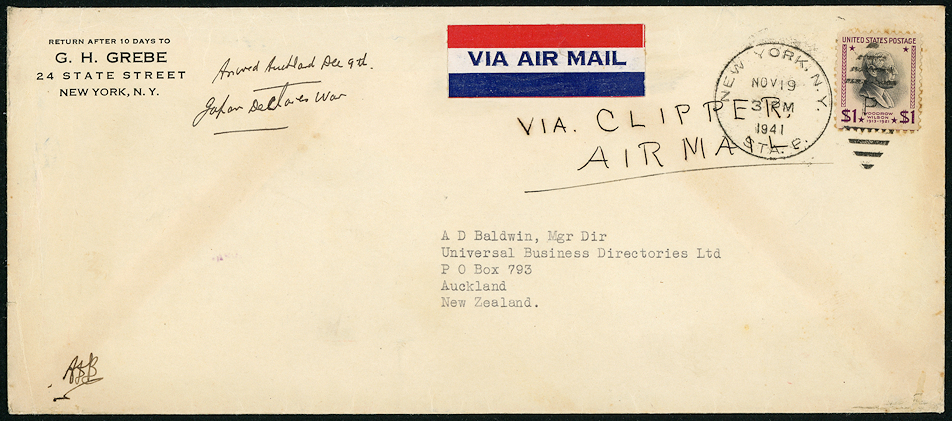 RETURN AFTER 10 DAYS TO
G. H. GREBE
24 STATE STREET
NEW YORK, N. Y.
Arrived Auckland Dec 9th.
Japan Declares War
VIA AIR MAIL
NEW YORK, N.Y.
NOV 19
3 PM
1941
STA. P.
UNITED STATES POSTAGE
WOODROW
WILSON
1913-1921
$1 $1
VIA. CLIPPER,
AIR MAIL
A D Baldwin, Mgr Dir
Universal Business Directories Ltd
P O Box 793
Auckland
New Zealand.